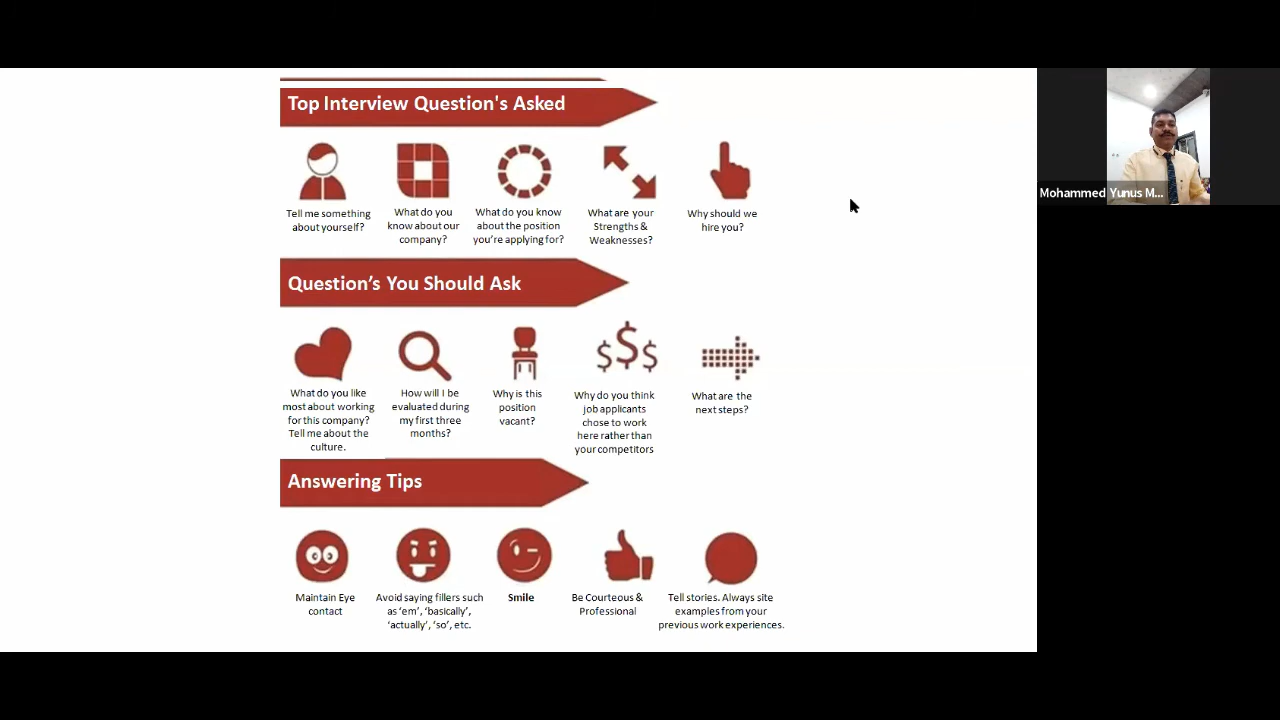 Top Interview Question's Asked
Tell me something
about yourself?
What do you
know about our
company?
What do you know
about the position
you're applying for?
What are your
Strengths &
Weaknesses?
Why should we
hire you?
Question's You Should Ask
What do you like
most about working
for this company?
Tell me about the
culture.
How will I be
evaluated during
my first three
months?
Why is this
position
vacant?
$$$
Why do you think
job applicants
chose to work
here rather than
your competitors
What are the
next steps?
Answering Tips
Maintain Eye
contact
Avoid saying fillers such
as 'em', 'basically',
'actually', 'so', etc.
Smile
Be Courteous &
Professional
Tell stories. Always site
examples from your
previous work experiences.
Mohammed Yunus M...